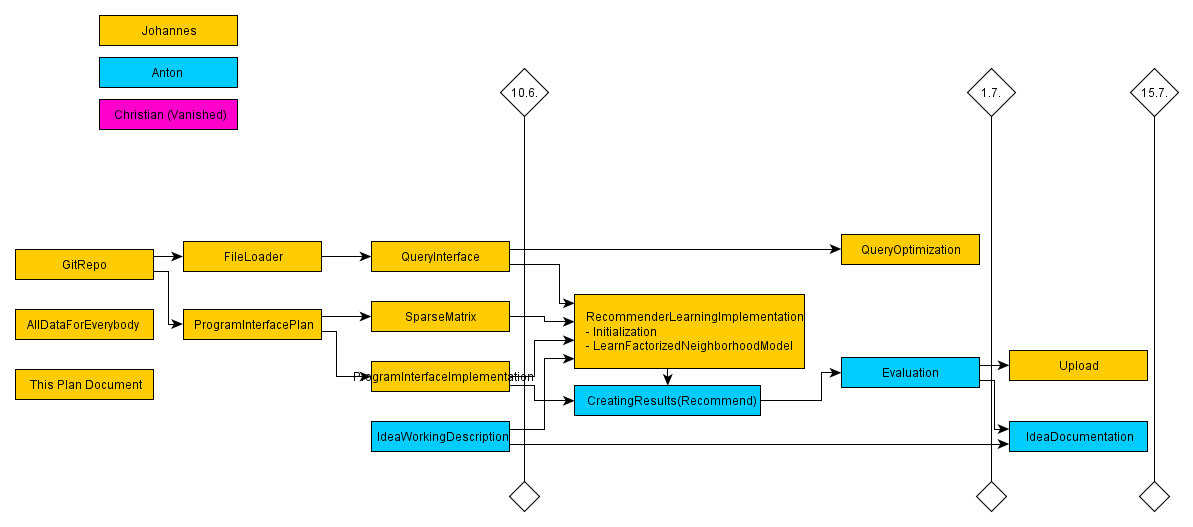 Johannes
Anton
Christian (Vanished)
10.6.
1.7.
15.7.
GitRepo
FileLoader
QueryInterface
QueryOptimization
AllDataForEverybody
ProgramInterfacePlan
SparseMatrix
RecommenderLearningImplementation
- Initialization
- LearnFactorizedNeighborhoodModel
This Plan Document
ProgramInterfaceImplementation
CreatingResults(Recommend)
Evaluation
Upload
IdeaWorkingDescription
IdeaDocumentation